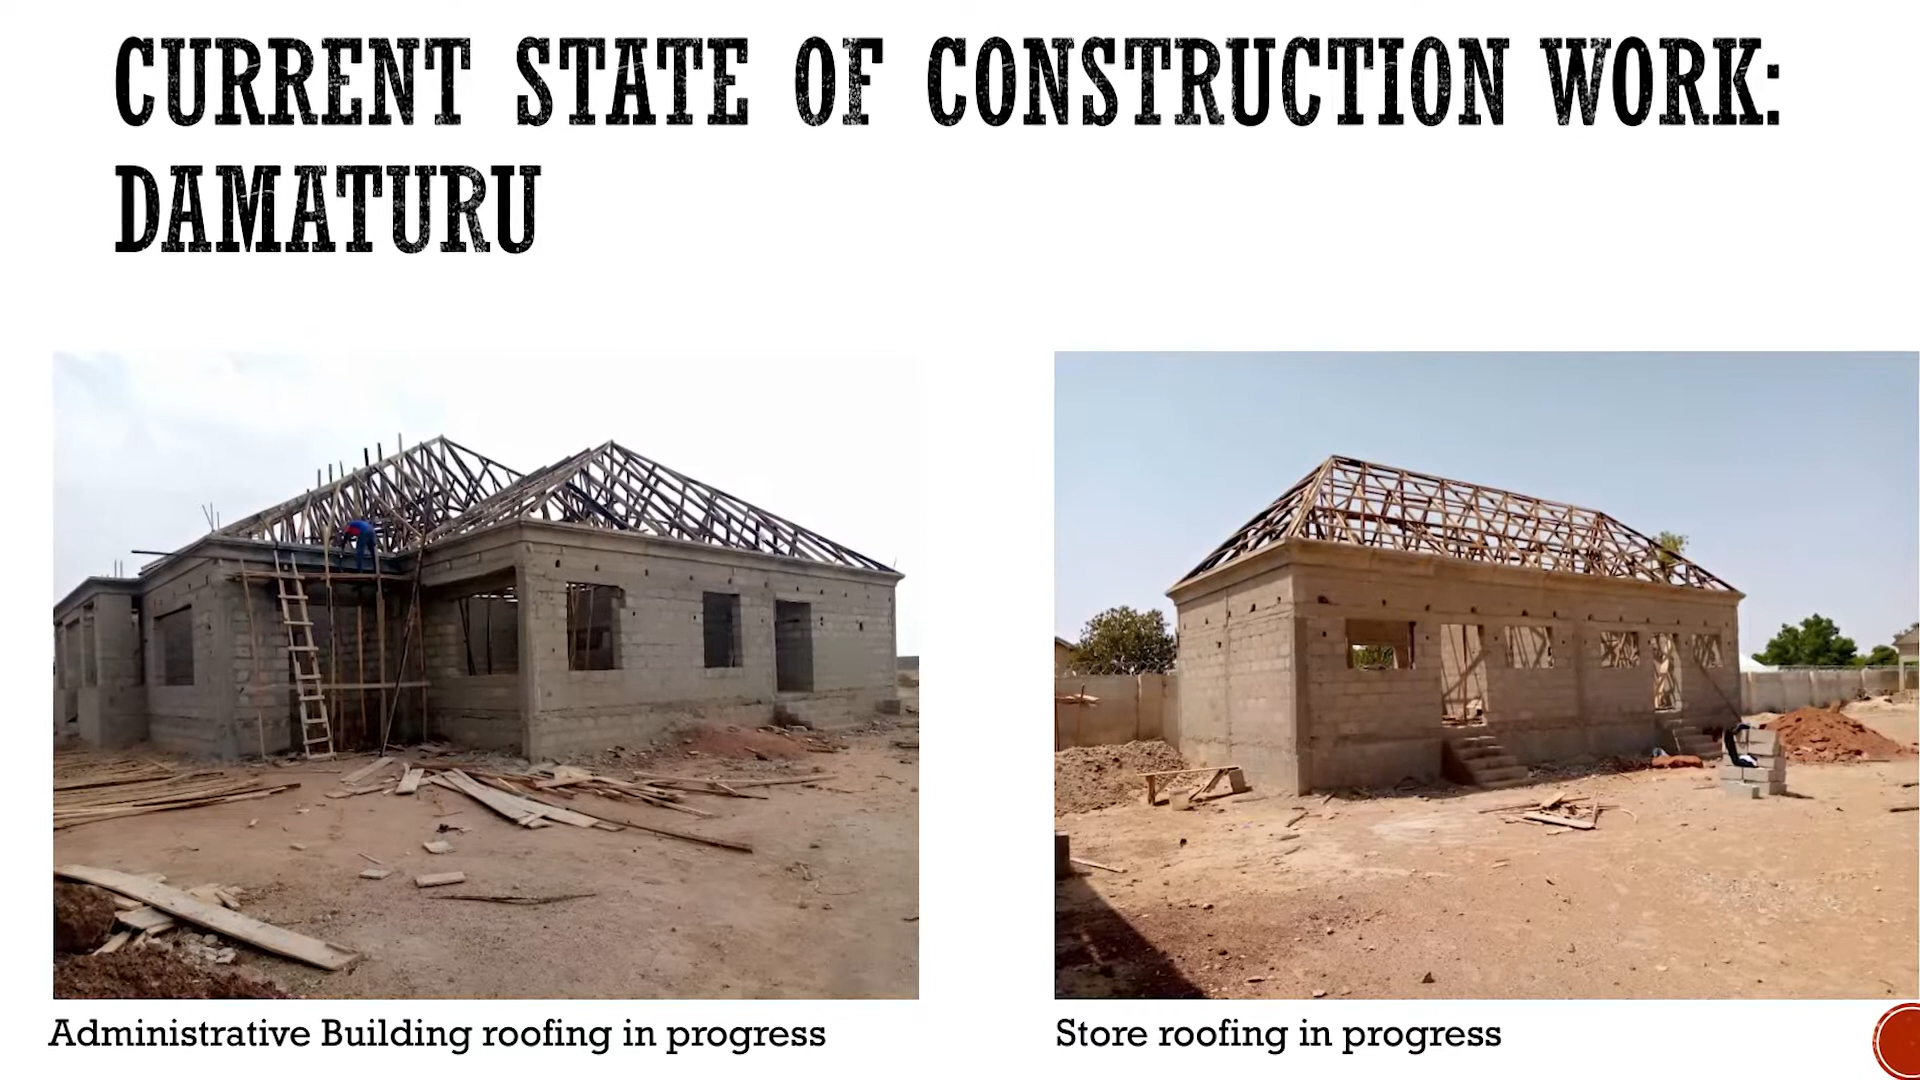 CURRENT STATE OF CONSTRUCTION WORK:
DAMATURU
Administrative Building roofing in progress
Store roofing in progress